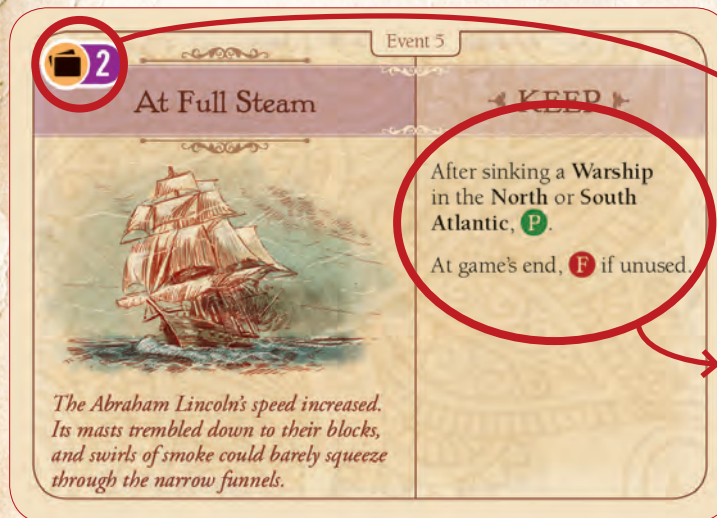 2
Event 5
At Full Steam
KEEP
After sinking a Warship
in the North or South
Atlantic, P.
At game's end, F if unused.
The Abraham Lincoln's speed increased.
Its masts trembled down to their blocks,
and swirls of smoke could barely squeeze
through the narrow funnels.